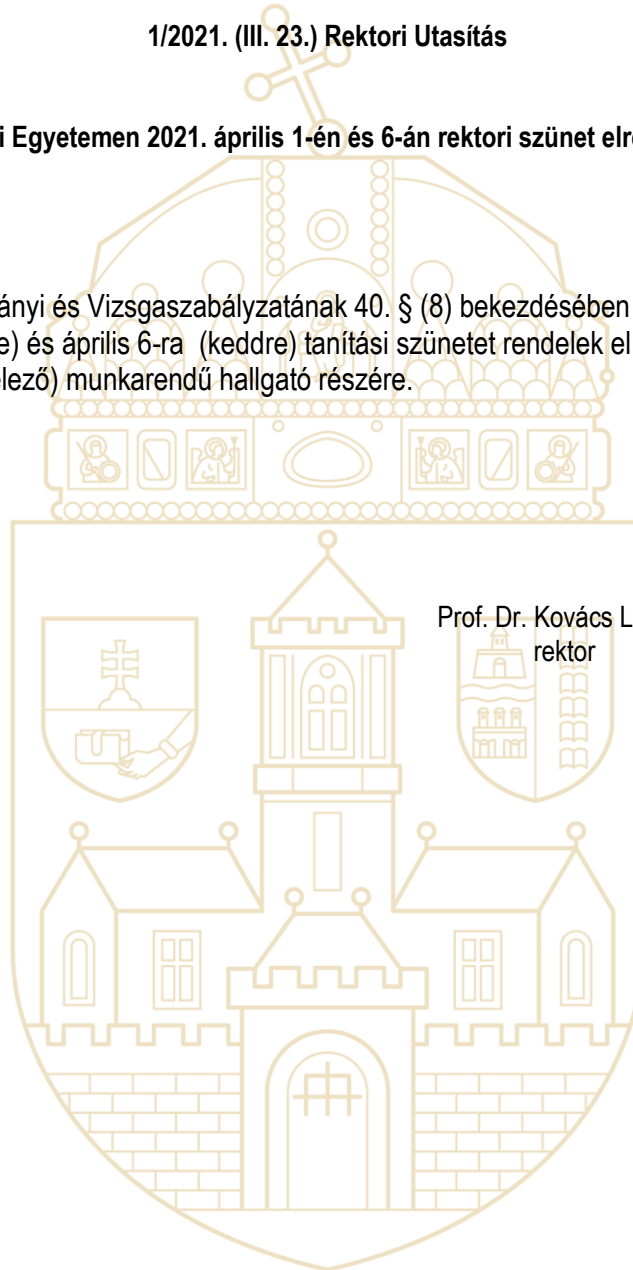 1/2021. (III. 23.) Rektori Utasítás
i Egyetemen 2021. április 1-én és 6-án rektori szünet elr
ányi és Vizsgaszabályzatának 40. § (8) bekezdésében
e) és április 6-ra (keddre) tanítási szünetet rendelek el
elező) munkarendű hallgató részére.
Prof. Dr. Kovács L
rektor